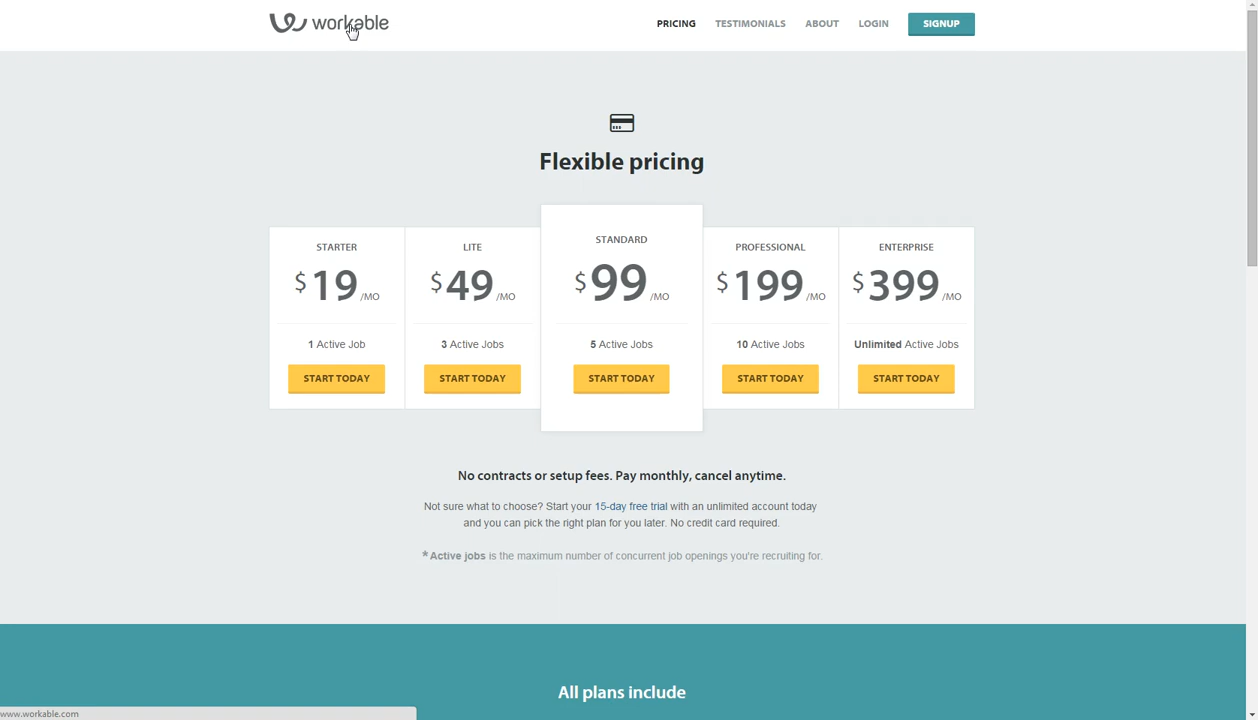 workable
PRICING TESTIMONIALS ABOUT LOGIN SIGNUP
Flexible pricing
STARTER
$19/MO
1 Active Job
START TODAY
LITE
$49/MO
3 Active Jobs
START TODAY
STANDARD
$99/MO
5 Active Jobs
START TODAY
PROFESSIONAL
$199/MO
10 Active Jobs
START TODAY
ENTERPRISE
$399/MO
Unlimited Active Jobs
START TODAY
No contracts or setup fees. Pay monthly, cancel anytime.
Not sure what to choose? Start your 15-day free trial with an unlimited account today
and you can pick the right plan for you later. No credit card required.
*Active jobs is the maximum number of concurrent job openings you're recruiting for.
All plans include
www.workable.com